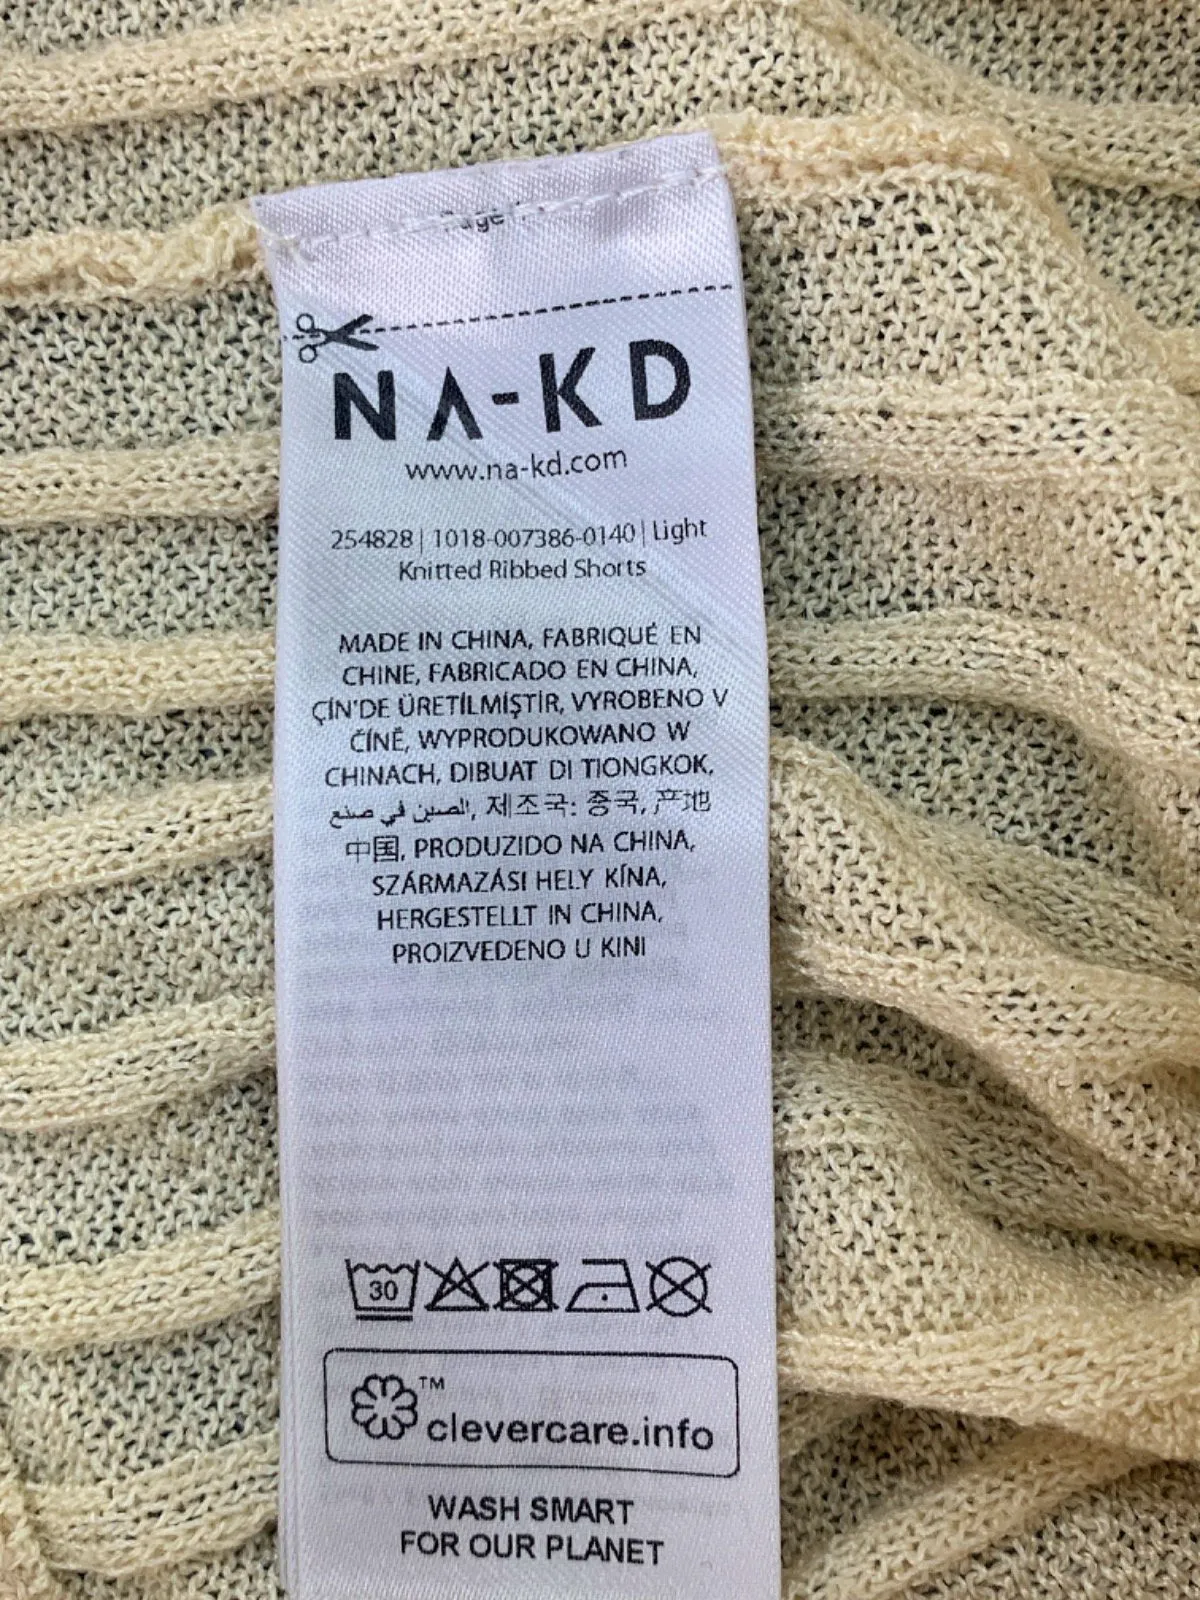 NA-KD
www.na-kd.com
254828 | 1018-007386-0140 | Light
Knitted Ribbed Shorts
MADE IN CHINA, FABRIQUÉ EN
CHINE, FABRICADO EN CHINA,
ÇİN'DE ÜRETİLMİŞTİR, VYROBENO V
ČÍNĚ, WYPRODUKOWANO W
CHINACH, DIBUAT DI TIONGKOK,
الصين في صنع, 제조국: 중국, 产地
中国, PRODUZIDO NA CHINA,
SZÁRMAZÁSI HELY KÍNA,
HERGESTELLT IN CHINA,
PROIZVEDENO U KINI
30
™
clevercare.info
WASH SMART
FOR OUR PLANET